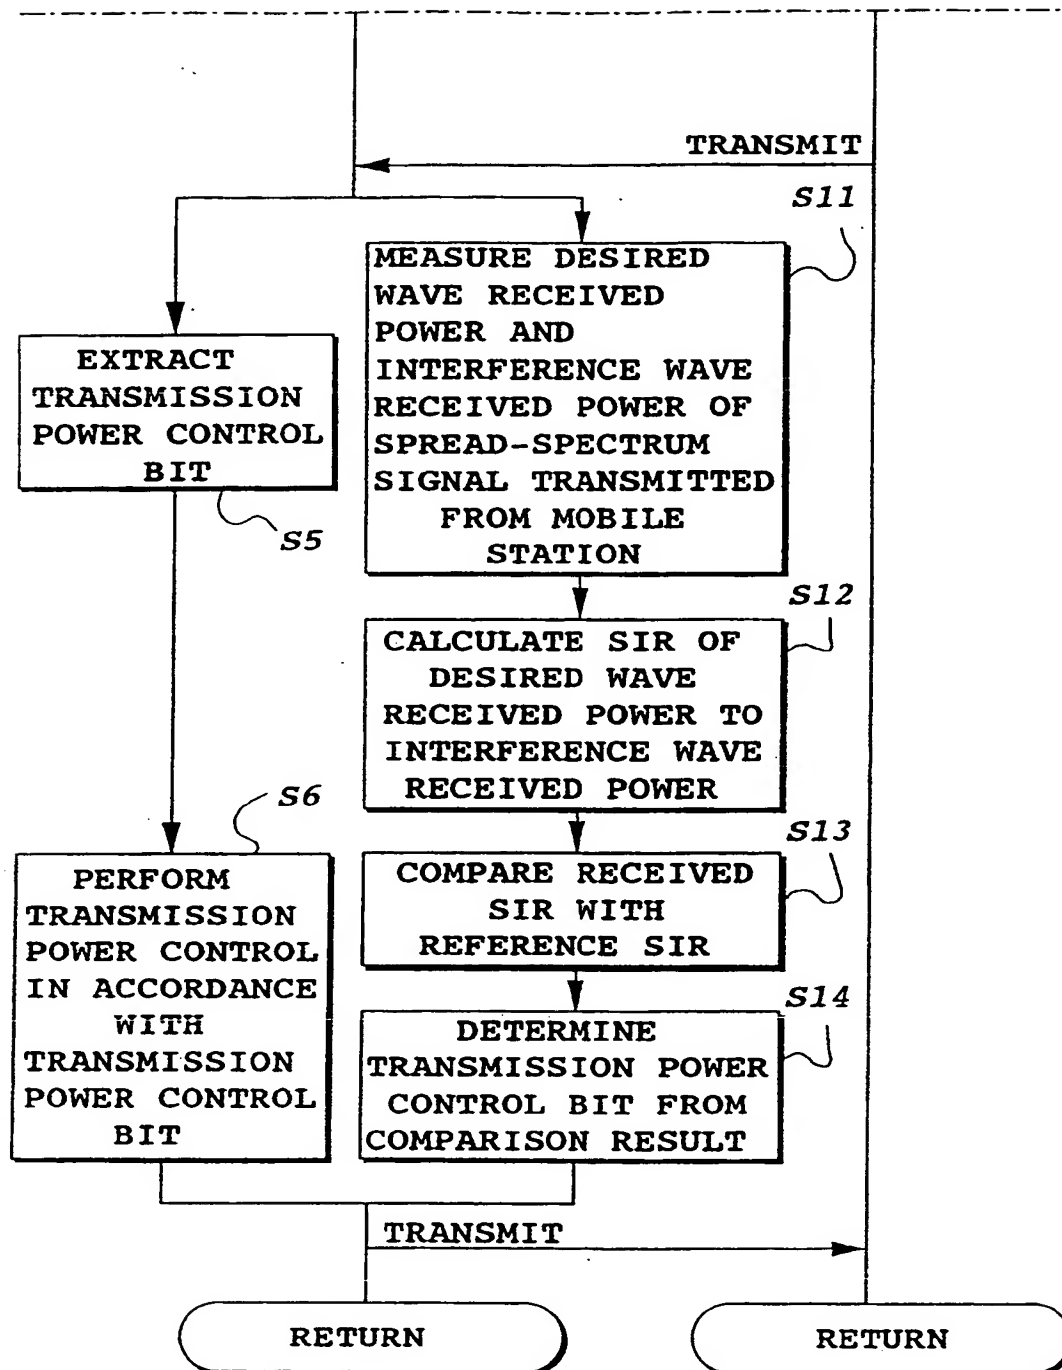 TRANSMIT
S11
MEASURE DESIRED
WAVE RECEIVED
POWER AND
INTERFERENCE WAVE
RECEIVED POWER OF
SPREAD-SPECTRUM
SIGNAL TRANSMITTED
FROM MOBILE
STATION
EXTRACT
TRANSMISSION
POWER CONTROL
BIT
S5
S12
CALCULATE SIR OF
DESIRED WAVE
RECEIVED POWER TO
INTERFERENCE WAVE
RECEIVED POWER
S6
S13
PERFORM
TRANSMISSION
POWER CONTROL
IN ACCORDANCE
WITH
TRANSMISSION
POWER CONTROL
BIT
COMPARE RECEIVED
SIR WITH
REFERENCE SIR
S14
DETERMINE
TRANSMISSION POWER
CONTROL BIT FROM
COMPARISON RESULT
TRANSMIT
RETURN
RETURN